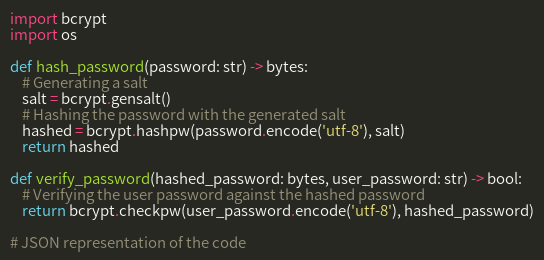 import bcrypt
import os

def hash_password(password: str) -> bytes:
    # Generating a salt
    salt = bcrypt.gensalt()
    # Hashing the password with the generated salt
    hashed = bcrypt.hashpw(password.encode('utf-8'), salt)
    return hashed

def verify_password(hashed_password: bytes, user_password: str) -> bool:
    # Verifying the user password against the hashed password
    return bcrypt.checkpw(user_password.encode('utf-8'), hashed_password)

# JSON representation of the code